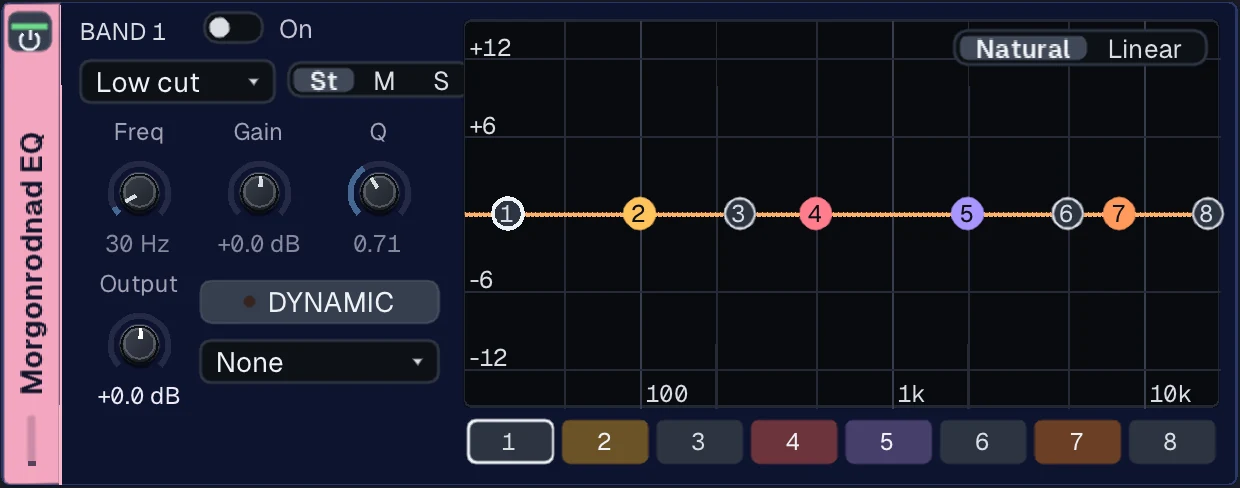 Morgonrodnad EQ
BAND 1
On
Low cut
St M S
Freq Gain Q
30 Hz +0.0 dB 0.71
Output
DYNAMIC
+0.0 dB
None
Natural Linear
+12
+6
-6
-12
1 2 3 4 5 6 7 8
100 1k 10k
1 2 3 4 5 6 7 8